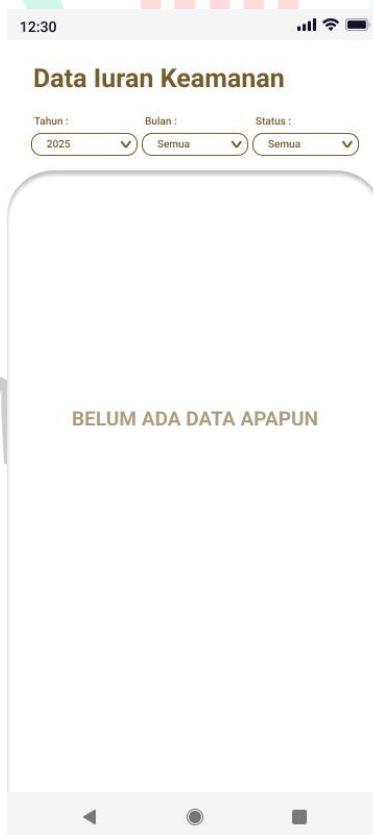 12:30
Data Iuran Keamanan
Tahun : Bulan : Status :
2025 Semua Semua
BELUM ADA DATA APAPUN